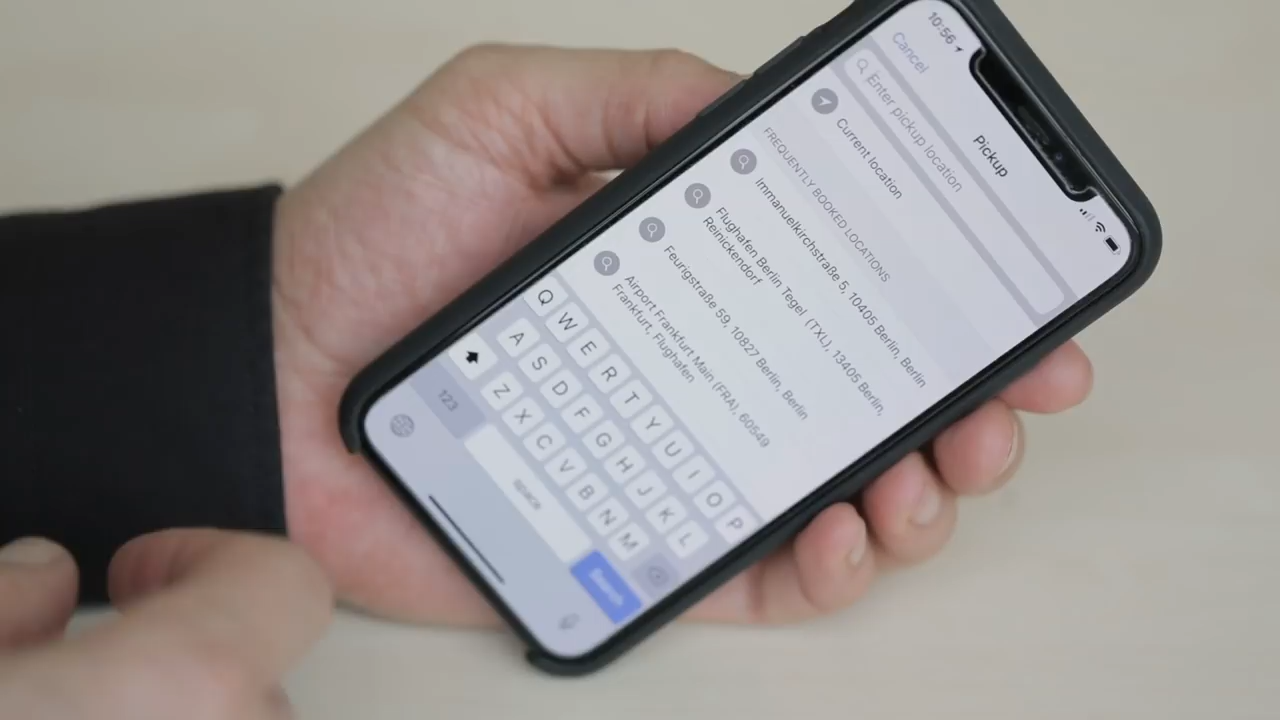 10:56
Cancel
Pickup
Enter pickup location
Current location
FREQUENTLY BOOKED LOCATIONS
Immanuelkirchstraße 5, 10405 Berlin, Berlin
Flughafen Berlin Tegel (TXL), 13405 Berlin,
Reinickendorf
Feurigstraße 59, 10827 Berlin, Berlin
Airport Frankfurt Main (FRA), 60549
Frankfurt, Flughafen
Q W E R T Y U I O P
A S D F G H J K L
Z X C V B N M
123 space Search